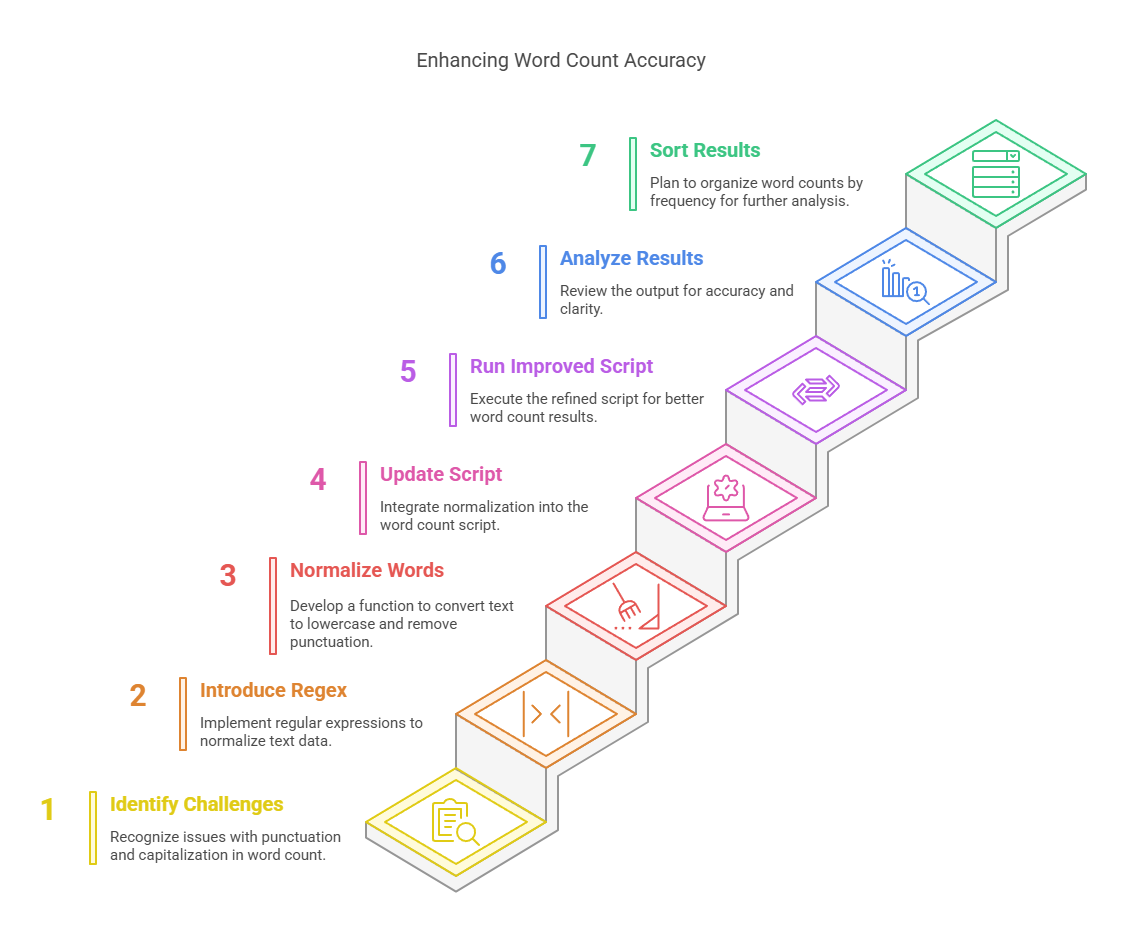 Enhancing Word Count Accuracy
7
Sort Results
Plan to organize word counts by
frequency for further analysis.
6
Analyze Results
Review the output for accuracy and
clarity.
1
5
Run Improved Script
Execute the refined script for better
word count results.
4
Update Script
Integrate normalization into the
word count script.
3
Normalize Words
Develop a function to convert text
to lowercase and remove
punctuation.
2
Introduce Regex
Implement regular expressions to
normalize text data.
1
Identify Challenges
Recognize issues with punctuation
and capitalization in word count.